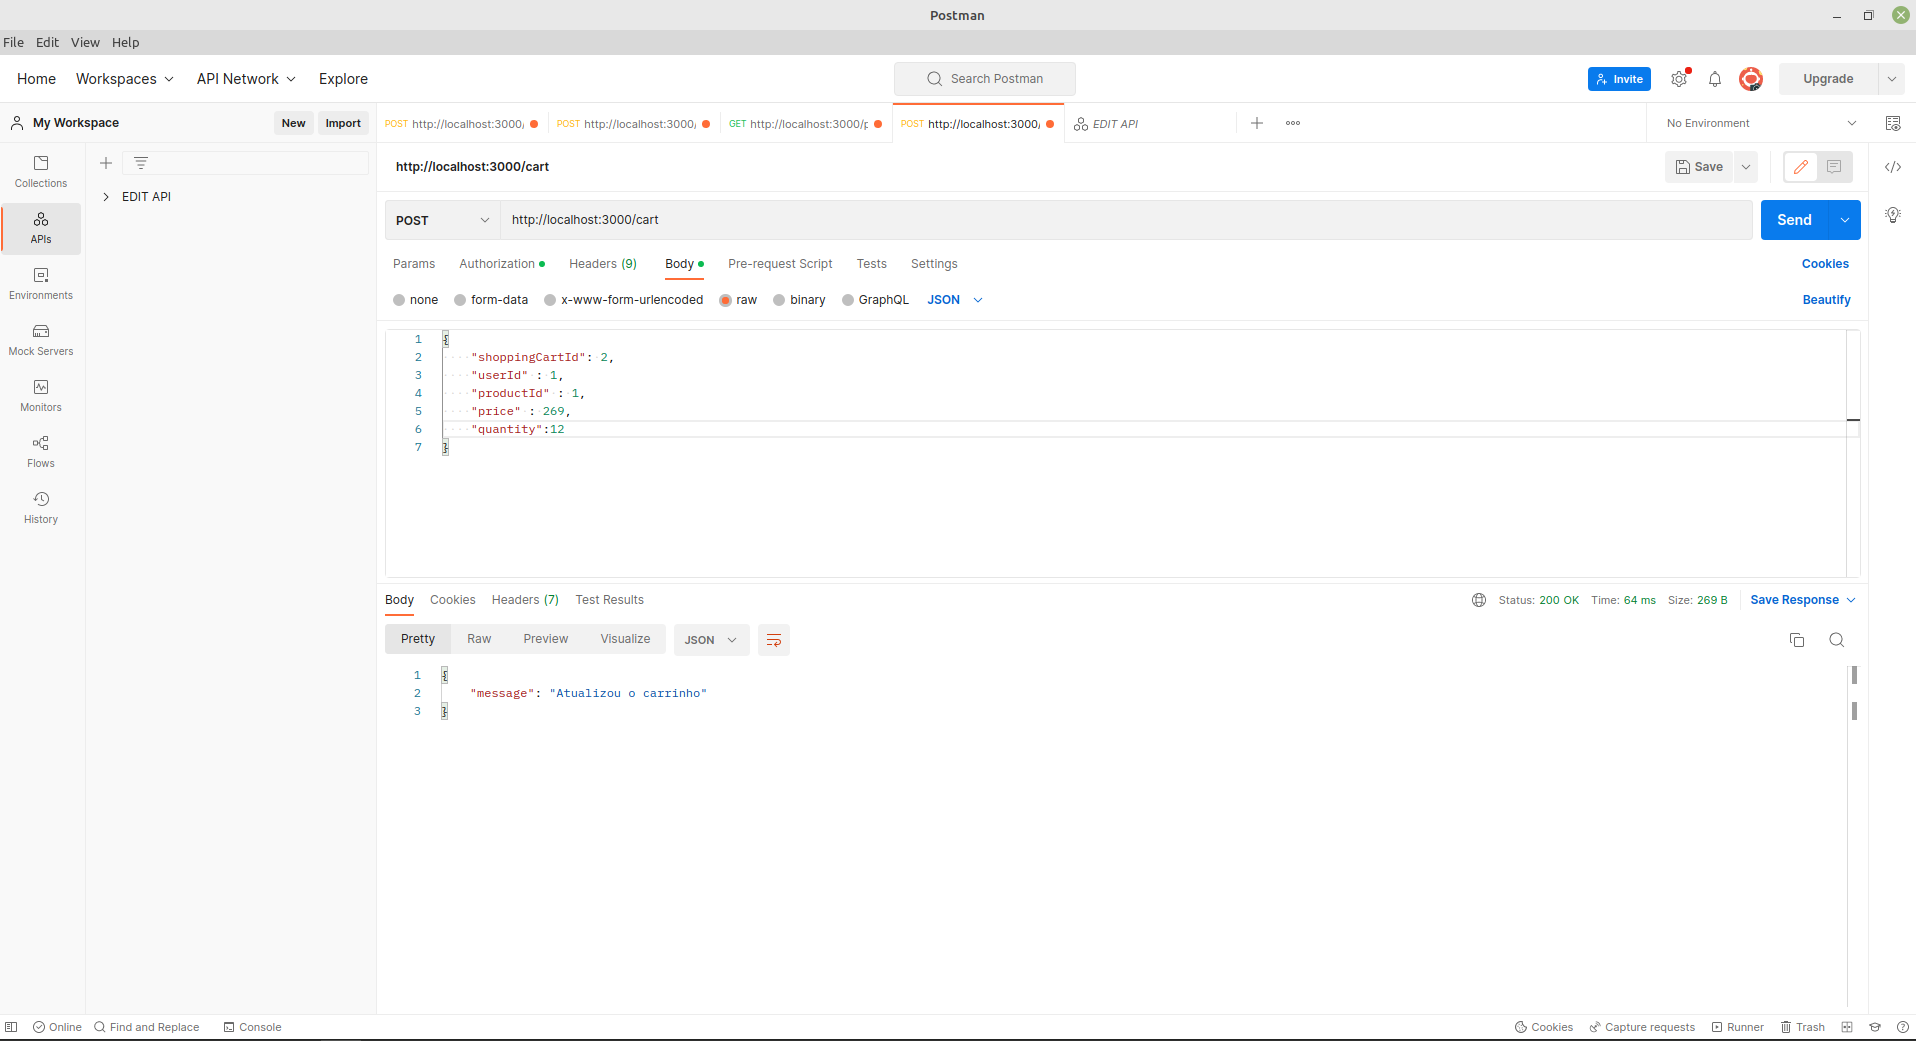 Postman
File Edit View Help
Home Workspaces API Network Explore Search Postman Invite Upgrade
My Workspace New Import POST http://localhost:3000/ POST http://localhost:3000/ GET http://localhost:3000/p POST http://localhost:3000/ EDIT API No Environment
http://localhost:3000/cart Save
Collections
EDIT API
APIs
Environments
Mock Servers
Monitors
Flows
History
POST http://localhost:3000/cart Send
Params Authorization Headers (9) Body Pre-request Script Tests Settings Cookies
none form-data x-www-form-urlencoded raw binary GraphQL JSON Beautify
1 {
2 "shoppingCartId": 2,
3 "userId" : 1,
4 "productId" : 1,
5 "price" : 269,
6 "quantity":12
7 }
Body Cookies Headers (7) Test Results Status: 200 OK Time: 64 ms Size: 269 B Save Response
Pretty Raw Preview Visualize JSON
1 {
2 "message": "Atualizou o carrinho"
3 }
Online Find and Replace Console Cookies Capture requests Runner Trash